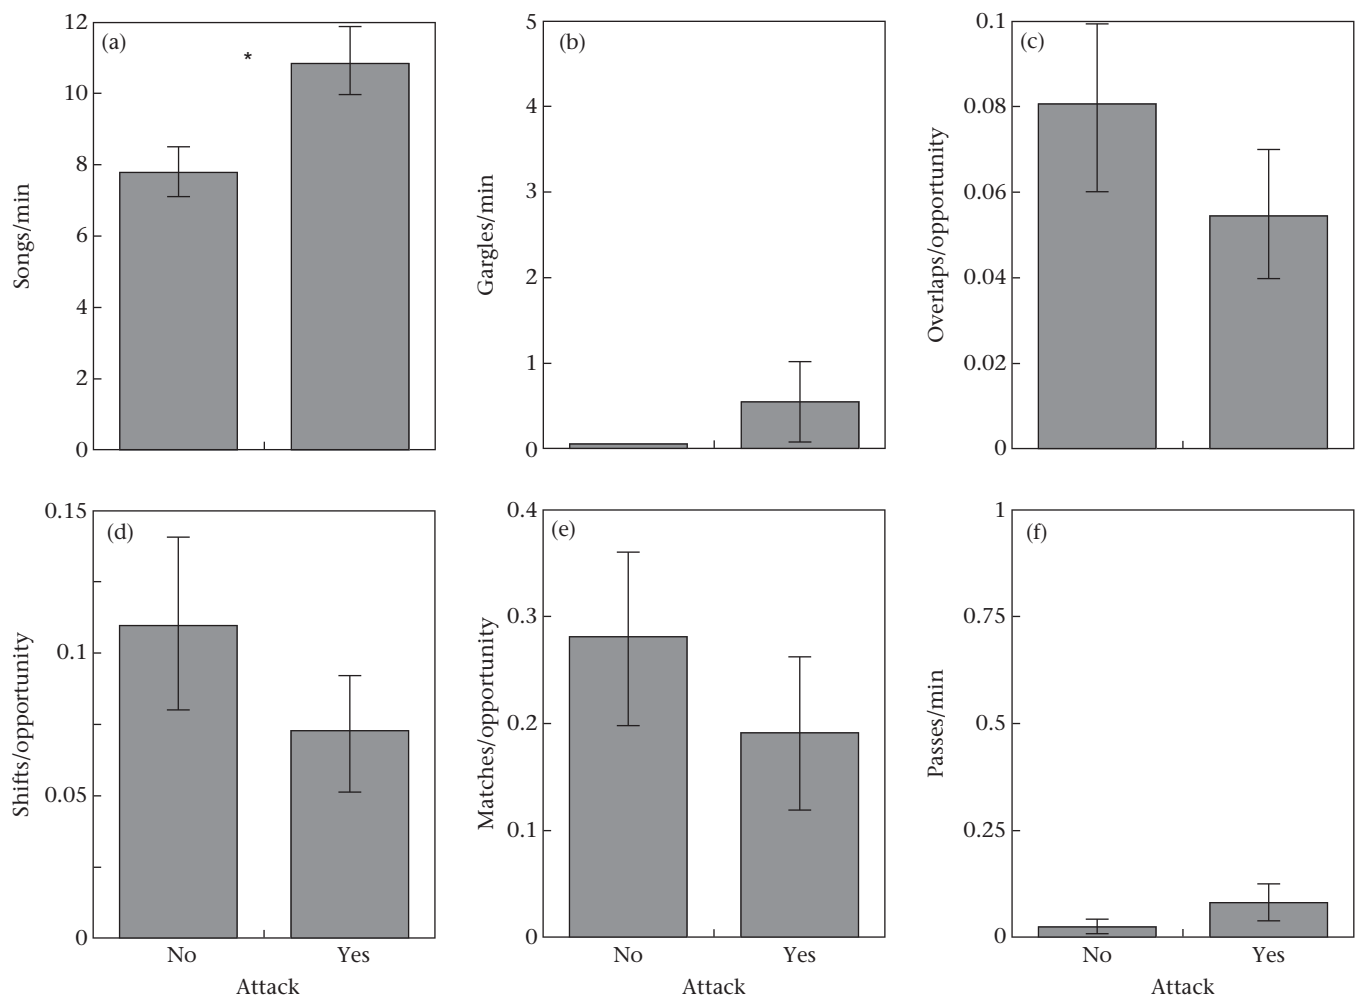 (a)
*
Songs/min
12
10
8
6
4
2
0
(b)
Gargles/min
5
4
3
2
1
0
(c)
Overlaps/opportunity
0.1
0.08
0.06
0.04
0.02
0
(d)
Shifts/opportunity
0.15
0.1
0.05
0
No Yes
Attack
(e)
Matches/opportunity
0.4
0.3
0.2
0.1
0
No Yes
Attack
(f)
Passes/min
1
0.75
0.5
0.25
0
No Yes
Attack